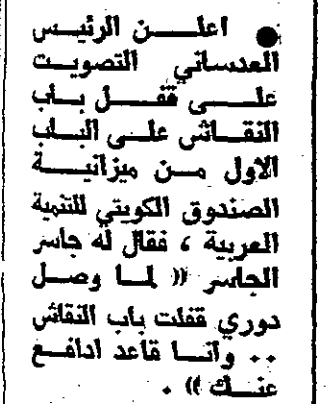 ● اعلن الرئيس
العدساني التصويت
على قفل باب
النقاش على الباب
الاول من ميزانية
الصندوق الكويتي للتنمية
العربية ، فقال له جاسر
الجاسر (( لما وصل
دوري قفلت باب النقاش
.. وانا قاعد ادافع
عنك )) .